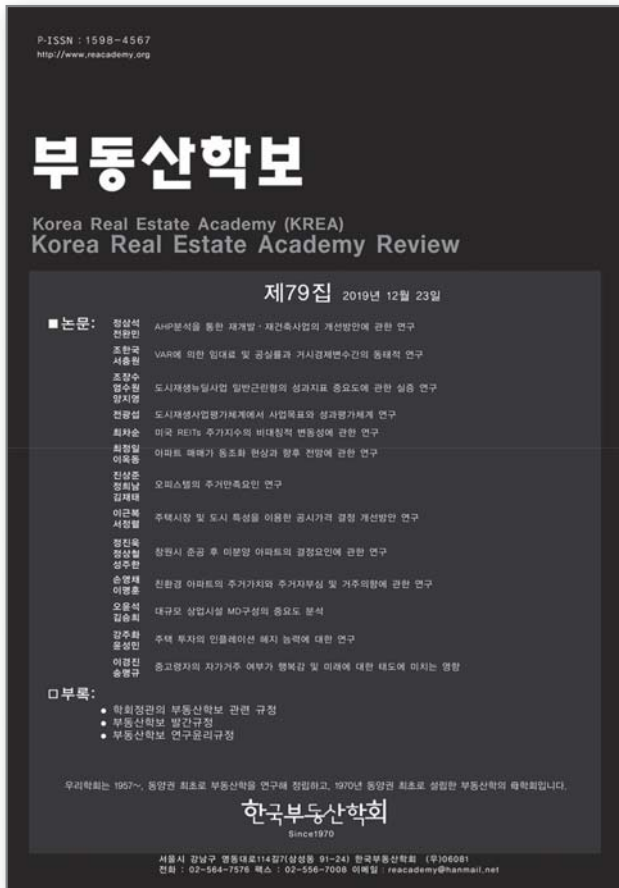 P-ISSN : 1598-4567
http://www.reacademy.org
부동산학보
Korea Real Estate Academy (KREA)
Korea Real Estate Academy Review
제79집 2019년 12월 23일
■논문:
정삼석
전완민
AHP분석을 통한 재개발·재건축사업의 개선방안에 관한 연구
조한국
서충원
VAR에 의한 임대료 및 공실률과 거시경제변수간의 동태적 연구
조장수
엄수원
양지영
도시재생뉴딜사업 일반근린형의 성과지표 중요도에 관한 실증 연구
전광섭
도시재생사업평가체계에서 사업목표와 성과평가체계 연구
최차순
미국 REITs 주가지수의 비대칭적 변동성에 관한 연구
최정일
이옥동
아파트 매매가 동조화 현상과 향후 전망에 관한 연구
진상준
정희남
김재태
오피스텔의 주거만족요인 연구
이근복
서정렬
주택시장 및 도시 특성을 이용한 공시가격 결정 개선방안 연구
정진욱
정상철
성주한
창원시 준공 후 미분양 아파트의 결정요인에 관한 연구
손영채
이명훈
친환경 아파트의 주거가치와 주거자부심 및 거주의향에 관한 연구
오윤석
김승희
대규모 상업시설 MD구성의 중요도 분석
강주화
윤성민
주택 투자의 인플레이션 헤지 능력에 대한 연구
이경진
송명규
중고령자의 자가거주 여부가 행복감 및 미래에 대한 태도에 미치는 영향
□부록:
● 학회정관의 부동산학보 관련 규정
● 부동산학보 발간규정
● 부동산학보 연구윤리규정
우리학회는 1957~, 동양권 최초로 부동산학을 연구해 정립하고, 1970년 동양권 최초로 설립한 부동산학의 母학회입니다.
한국부동산학회
Since1970
서울시 강남구 영동대로114길7(삼성동 91-24) 한국부동산학회 (우)06081
전화 : 02-564-7576 팩스 : 02-556-7008 이메일 : reacademy@hanmail.net